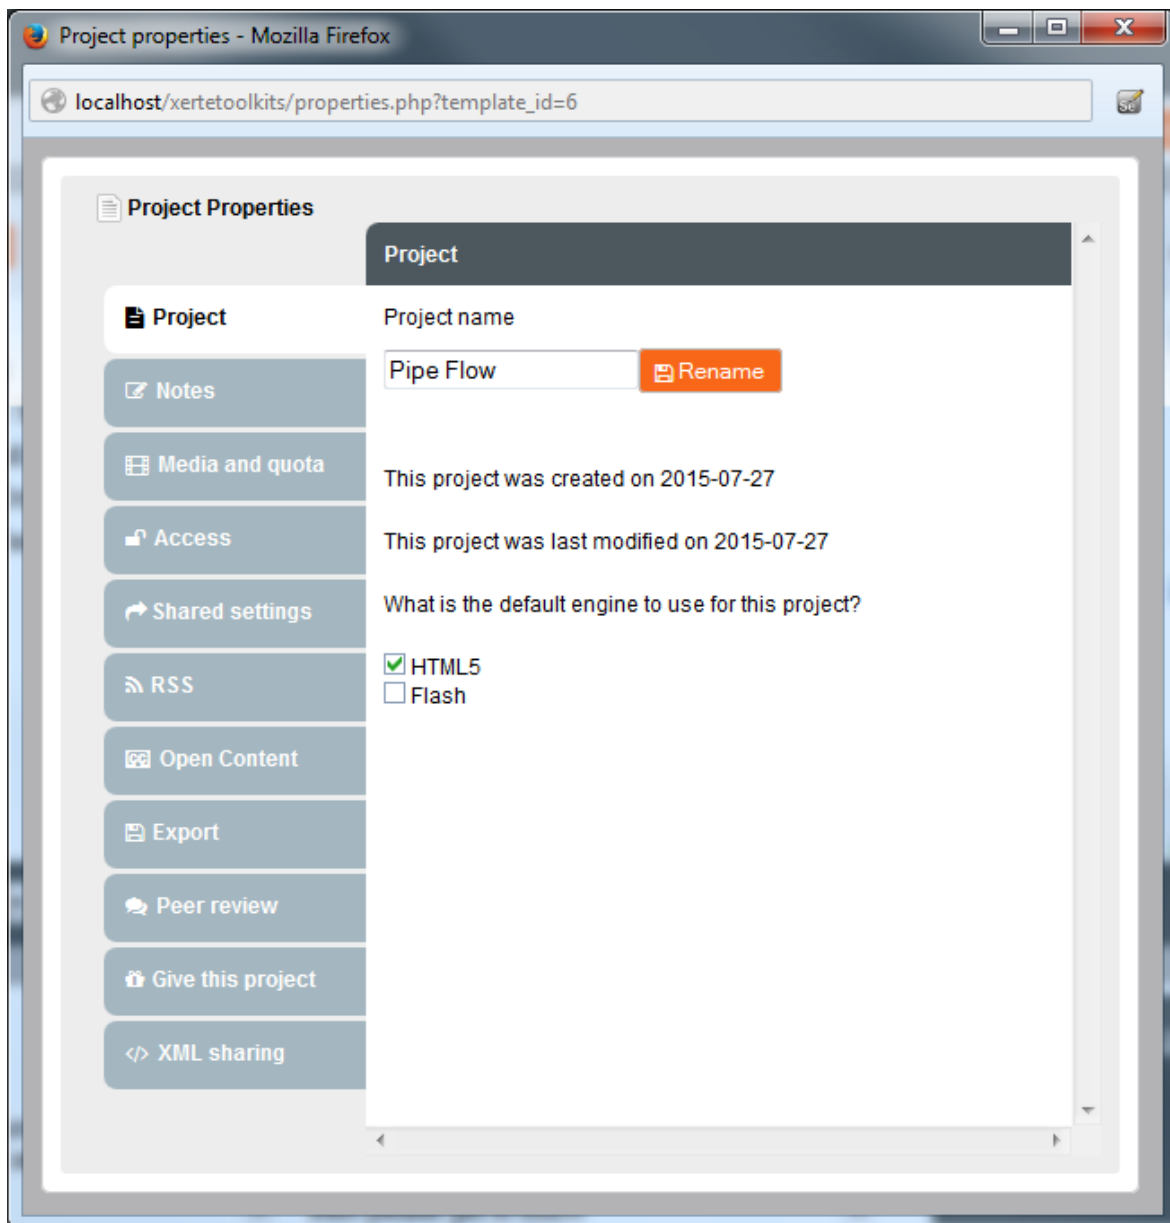 Project properties - Mozilla Firefox
localhost/xertetoolkits/properties.php?template_id=6
Project Properties
Project
Project
Project name
Pipe Flow
Rename
Notes
Media and quota
This project was created on 2015-07-27
Access
This project was last modified on 2015-07-27
Shared settings
What is the default engine to use for this project?
HTML5
RSS
Flash
Open Content
Export
Peer review
Give this project
XML sharing